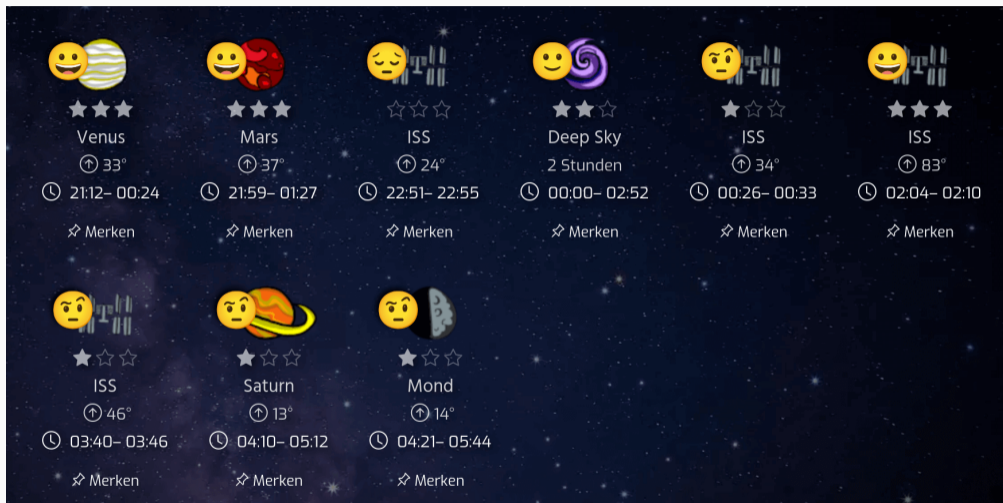 Venus
33°
21:12– 00:24
Merken
Mars
37°
21:59– 01:27
Merken
ISS
24°
22:51– 22:55
Merken
Deep Sky
2 Stunden
00:00– 02:52
Merken
ISS
34°
00:26– 00:33
Merken
ISS
83°
02:04– 02:10
Merken
ISS
46°
03:40– 03:46
Merken
Saturn
13°
04:10– 05:12
Merken
Mond
14°
04:21– 05:44
Merken